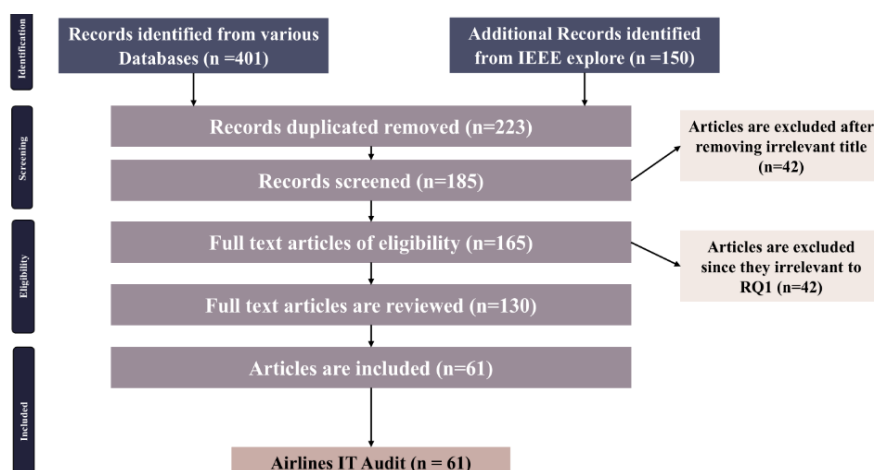 Identification
Records identified from various
Databases (n =401)
Additional Records identified
from IEEE explore (n =150)
Screening
Records duplicated removed (n=223)
Articles are excluded after
removing irrelevant title
(n=42)
Records screened (n=185)
Eligibility
Full text articles of eligibility (n=165)
Articles are excluded
since they irrelevant to
RQ1 (n=42)
Full text articles are reviewed (n=130)
Included
Articles are included (n=61)
Airlines IT Audit (n = 61)